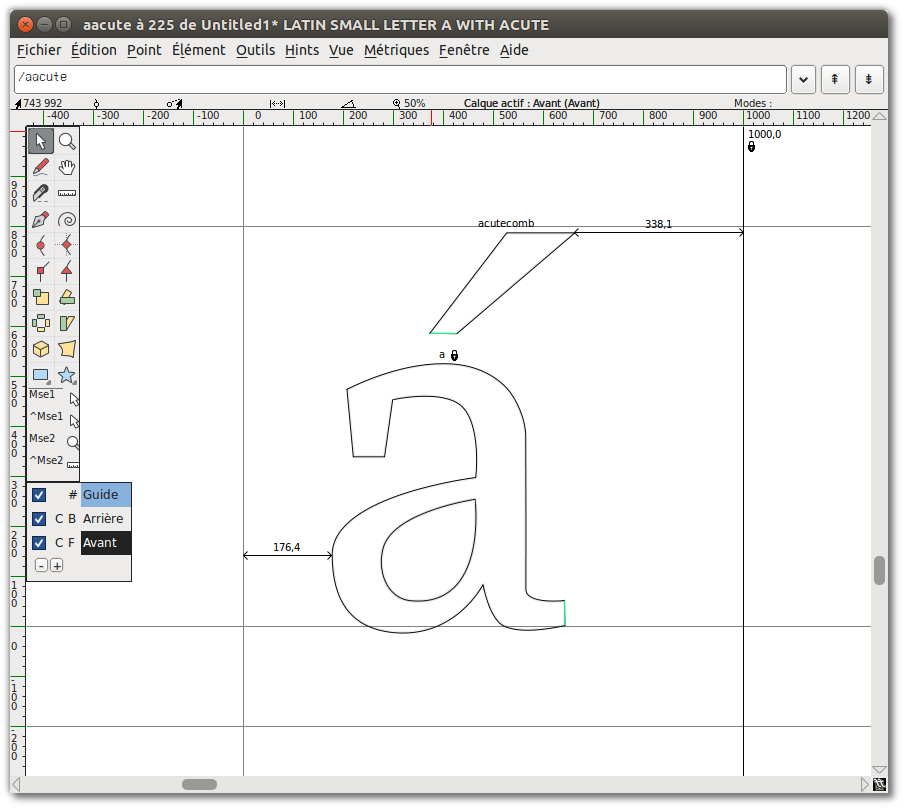 aacute à 225 de Untitled1* LATIN SMALL LETTER A WITH ACUTE
Fichier Édition Point Élément Outils Hints Vue Métriques Fenêtre Aide
/aacute
743 992 50% Calque actif : Avant (Avant) Modes :
-400 -300 -200 -100 0 100 200 300 400 500 600 700 800 900 1000 1100 1200
1000,0
900
acutecomb 338,1
800
700
600
a
500
Mse1
^Mse1
400
Mse2
^Mse2
300
# Guide
C B Arrière
200
C F Avant
176,4
- +
100
0
-100
-200